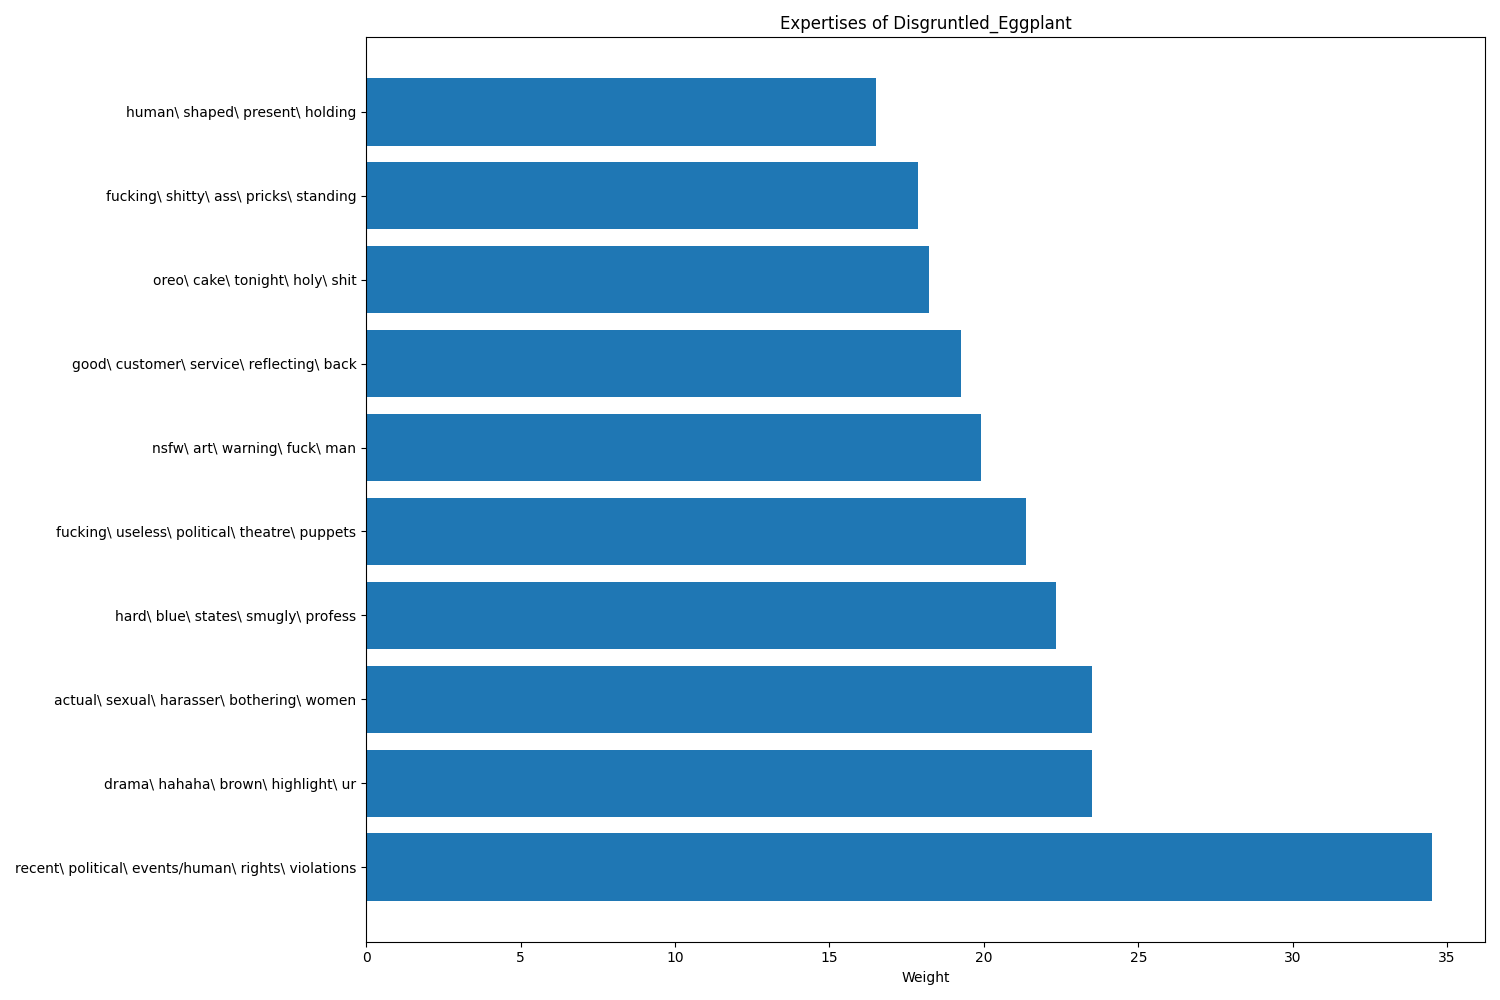 Expertises of Disgruntled_Eggplant
human\ shaped\ present\ holding
fucking\ shitty\ ass\ pricks\ standing
oreo\ cake\ tonight\ holy\ shit
good\ customer\ service\ reflecting\ back
nsfw\ art\ warning\ fuck\ man
fucking\ useless\ political\ theatre\ puppets
hard\ blue\ states\ smugly\ profess
actual\ sexual\ harasser\ bothering\ women
drama\ hahaha\ brown\ highlight\ ur
recent\ political\ events/human\ rights\ violations
0 5 10 15 20 25 30 35
Weight